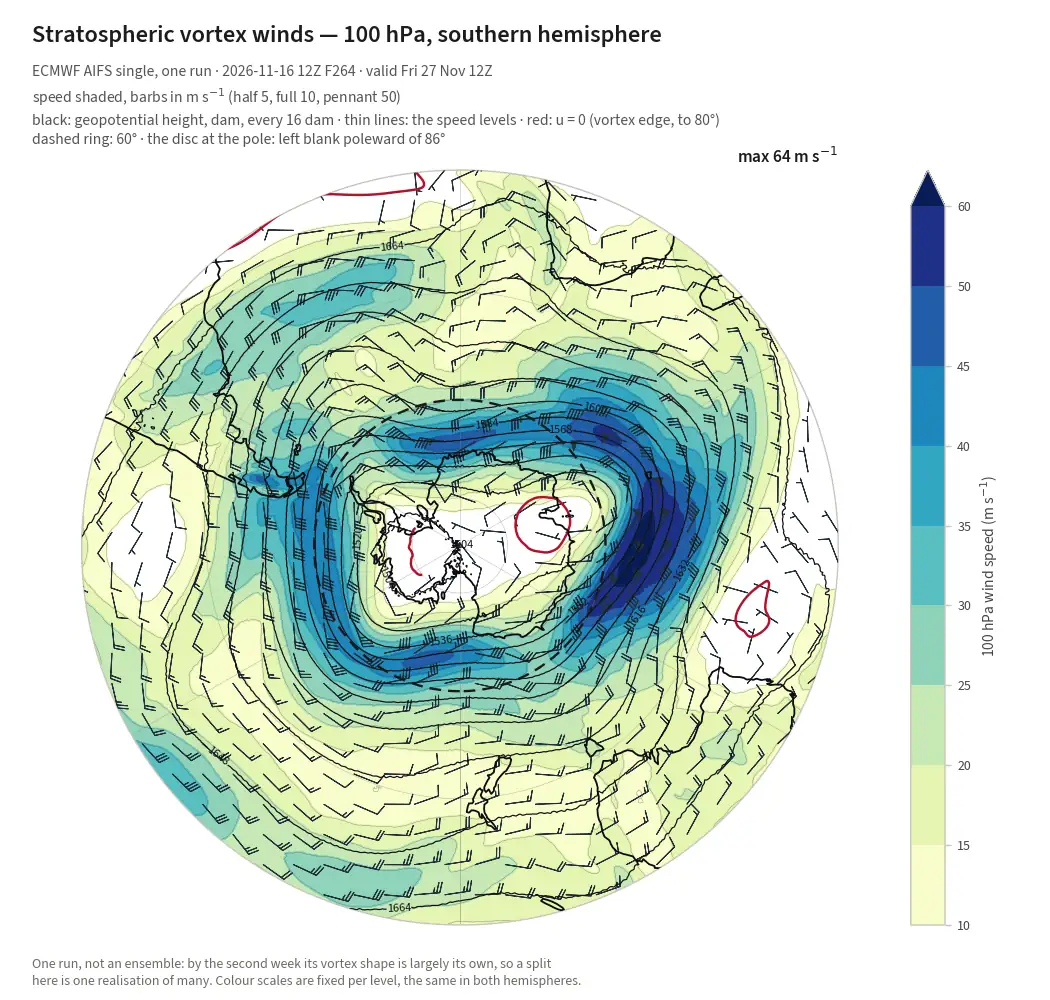 Stratospheric vortex winds — 100 hPa, southern hemisphere
ECMWF AIFS single, one run · 2026-11-16 12Z F264 · valid Fri 27 Nov 12Z
speed shaded, barbs in m s⁻¹ (half 5, full 10, pennant 50)
black: geopotential height, dam, every 16 dam · thin lines: the speed levels · red: u = 0 (vortex edge, to 80°)
dashed ring: 60° · the disc at the pole: left blank poleward of 86°
max 64 m s⁻¹
1664
60
50
45
40
35
30
25
20
15
10
100 hPa wind speed (m s⁻¹)
1568
1632
1616
1664
One run, not an ensemble: by the second week its vortex shape is largely its own, so a split
here is one realisation of many. Colour scales are fixed per level, the same in both hemispheres.